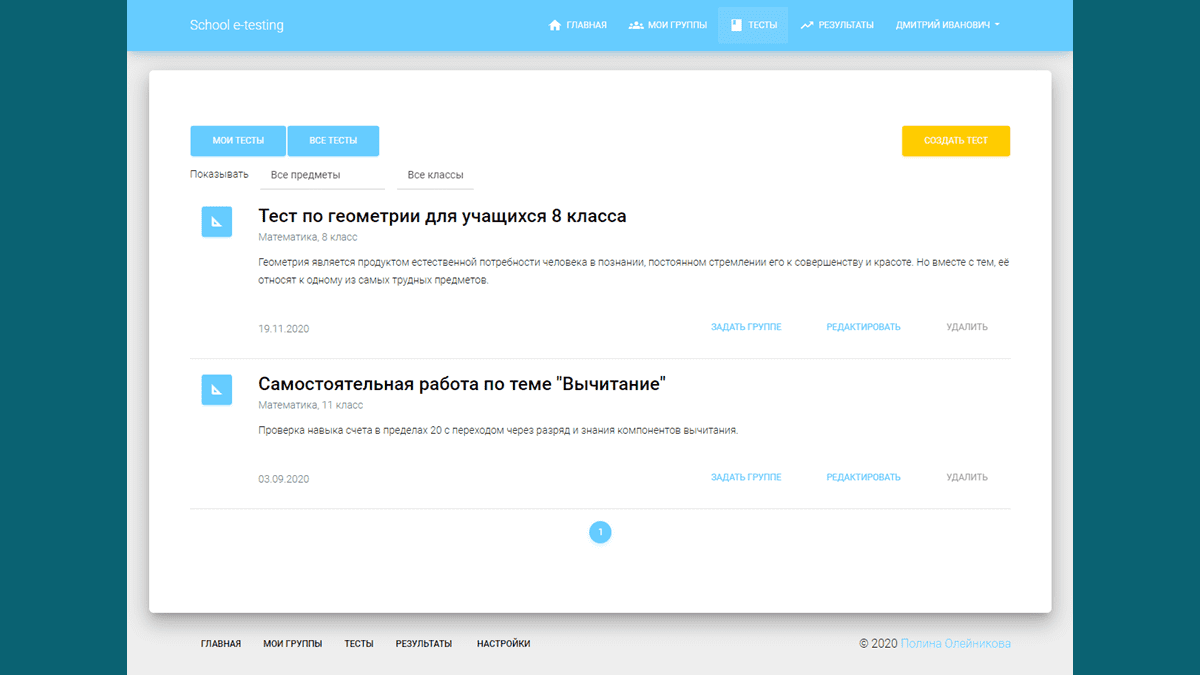 School e-testing
ГЛАВНАЯ
МОИ ГРУППЫ
ТЕСТЫ
РЕЗУЛЬТАТЫ
ДМИТРИЙ ИВАНОВИЧ
МОИ ТЕСТЫ
ВСЕ ТЕСТЫ
СОЗДАТЬ ТЕСТ
Показывать
Все предметы
Все классы
Тест по геометрии для учащихся 8 класса
Математика, 8 класс
Геометрия является продуктом естественной потребности человека в познании, постоянном стремлении его к совершенству и красоте. Но вместе с тем, её
относят к одному из самых трудных предметов.
19.11.2020
ЗАДАТЬ ГРУППЕ
РЕДАКТИРОВАТЬ
УДАЛИТЬ
Самостоятельная работа по теме "Вычитание"
Математика, 11 класс
Проверка навыка счета в пределах 20 с переходом через разряд и знания компонентов вычитания.
03.09.2020
ЗАДАТЬ ГРУППЕ
РЕДАКТИРОВАТЬ
УДАЛИТЬ
1
ГЛАВНАЯ
МОИ ГРУППЫ
ТЕСТЫ
РЕЗУЛЬТАТЫ
НАСТРОЙКИ
© 2020 Полина Олейникова